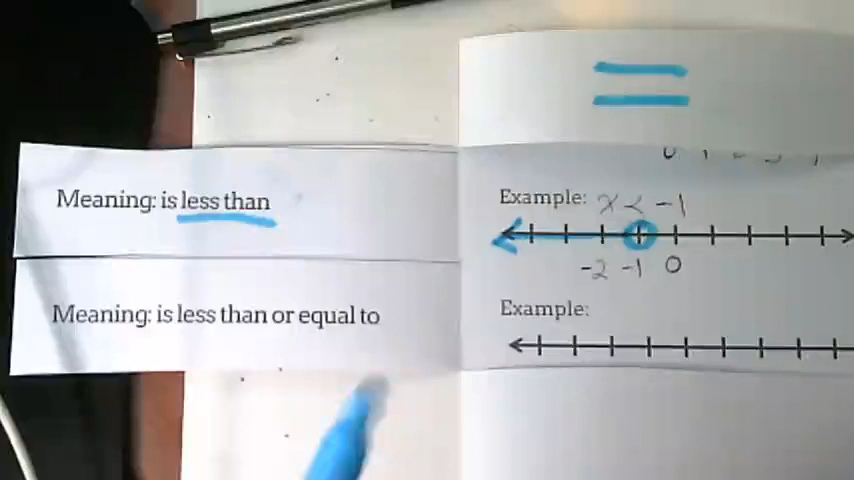 =
Meaning: is less than
Example: x < -1
-2 -1 0
Meaning: is less than or equal to
Example: